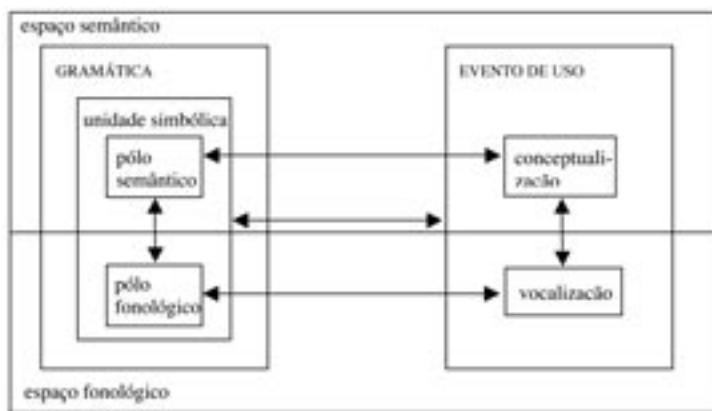 espaço semântico
GRAMÁTICA
EVENTO DE USO
unidade simbólica
pólo
semântico
conceptuali-
zacão
pólo
fonológico
vocalizacão
espaço fonológico